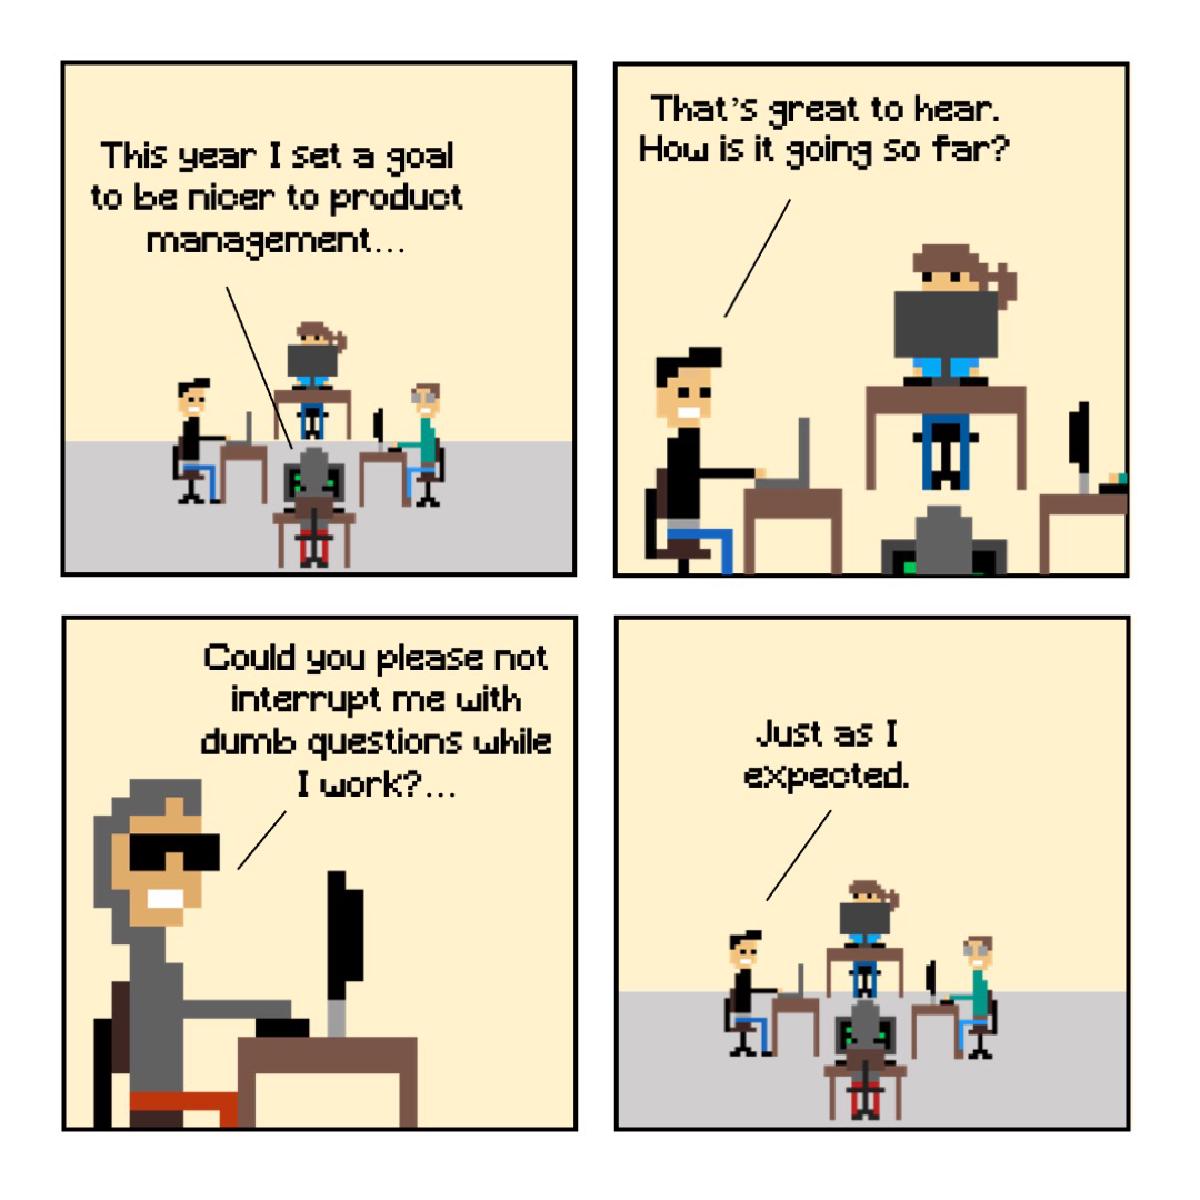 This year I set a goal
to be nicer to product
management...
That's great to hear.
How is it going so far?
Could you please not
interrupt me with
dumb questions while
I work?...
Just as I
expected.